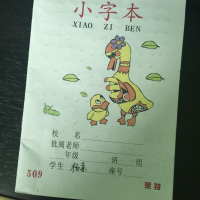 小字本
XIAO ZI BEN
校 名
批阅老师
年级 班 组
学生 座号
509